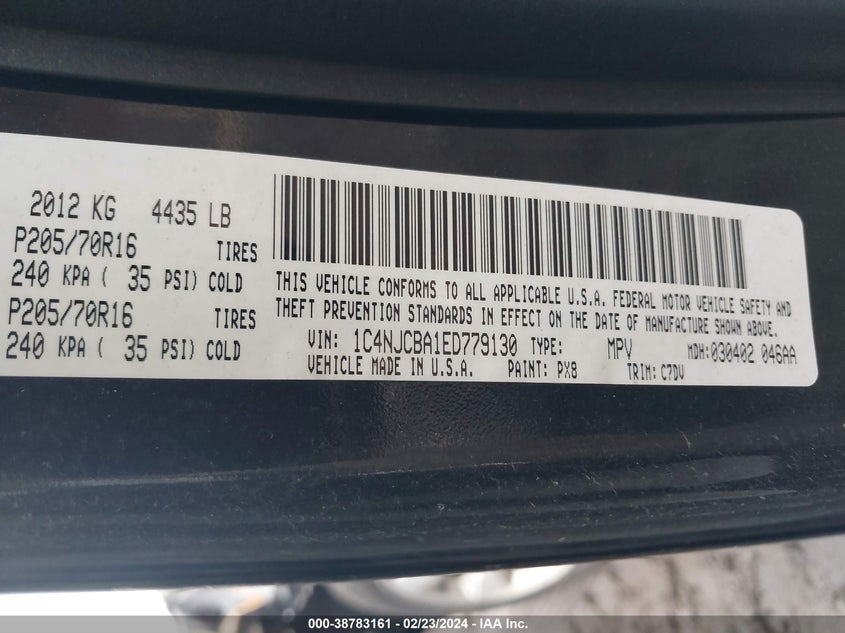 2012 KG 4435 LB
P205/70R16 TIRES
240 KPA ( 35 PSI) COLD
P205/70R16 TIRES
240 KPA ( 35 PSI) COLD
THIS VEHICLE CONFORMS TO ALL APPLICABLE U.S.A. FEDERAL MOTOR VEHICLE SAFETY AND
THEFT PREVENTION STANDARDS IN EFFECT ON THE DATE OF MANUFACTURE SHOWN ABOVE.
VIN: 1C4NJCBA1ED779130 TYPE: MPV MDH:030402 046AA
VEHICLE MADE IN U.S.A. PAINT: PX8 TRIM: C7DV
000-38783161 - 02/23/2024 - IAA Inc.